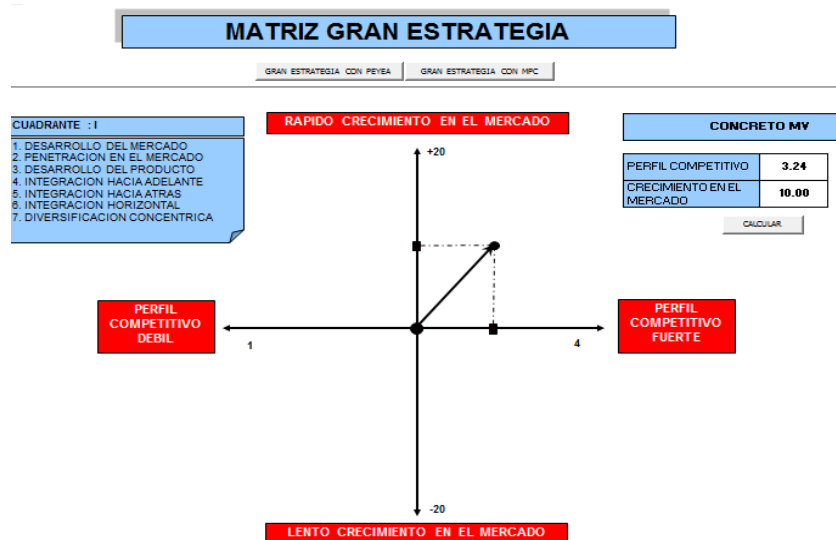 MATRIZ GRAN ESTRATEGIA
GRAN ESTRATEGIA CON PEYEA
GRAN ESTRATEGIA CON MPC
CUADRANTE : I
1. DESARROLLO DEL MERCADO
2. PENETRACION EN EL MERCADO
3. DESARROLLO DEL PRODUCTO
4. INTEGRACION HACIA ADELANTE
5. INTEGRACION HACIA ATRAS
6. INTEGRACION HORIZONTAL
7. DIVERSIFICACION CONCENTRICA
RAPIDO CRECIMIENTO EN EL MERCADO
+20
CONCRETO MV
PERFIL COMPETITIVO 3.24
CRECIMIENTO EN EL
MERCADO
10.00
CALCULAR
PERFIL
COMPETITIVO
DEBIL
1
4
PERFIL
COMPETITIVO
FUERTE
-20
LENTO CRECIMIENTO EN EL MERCADO